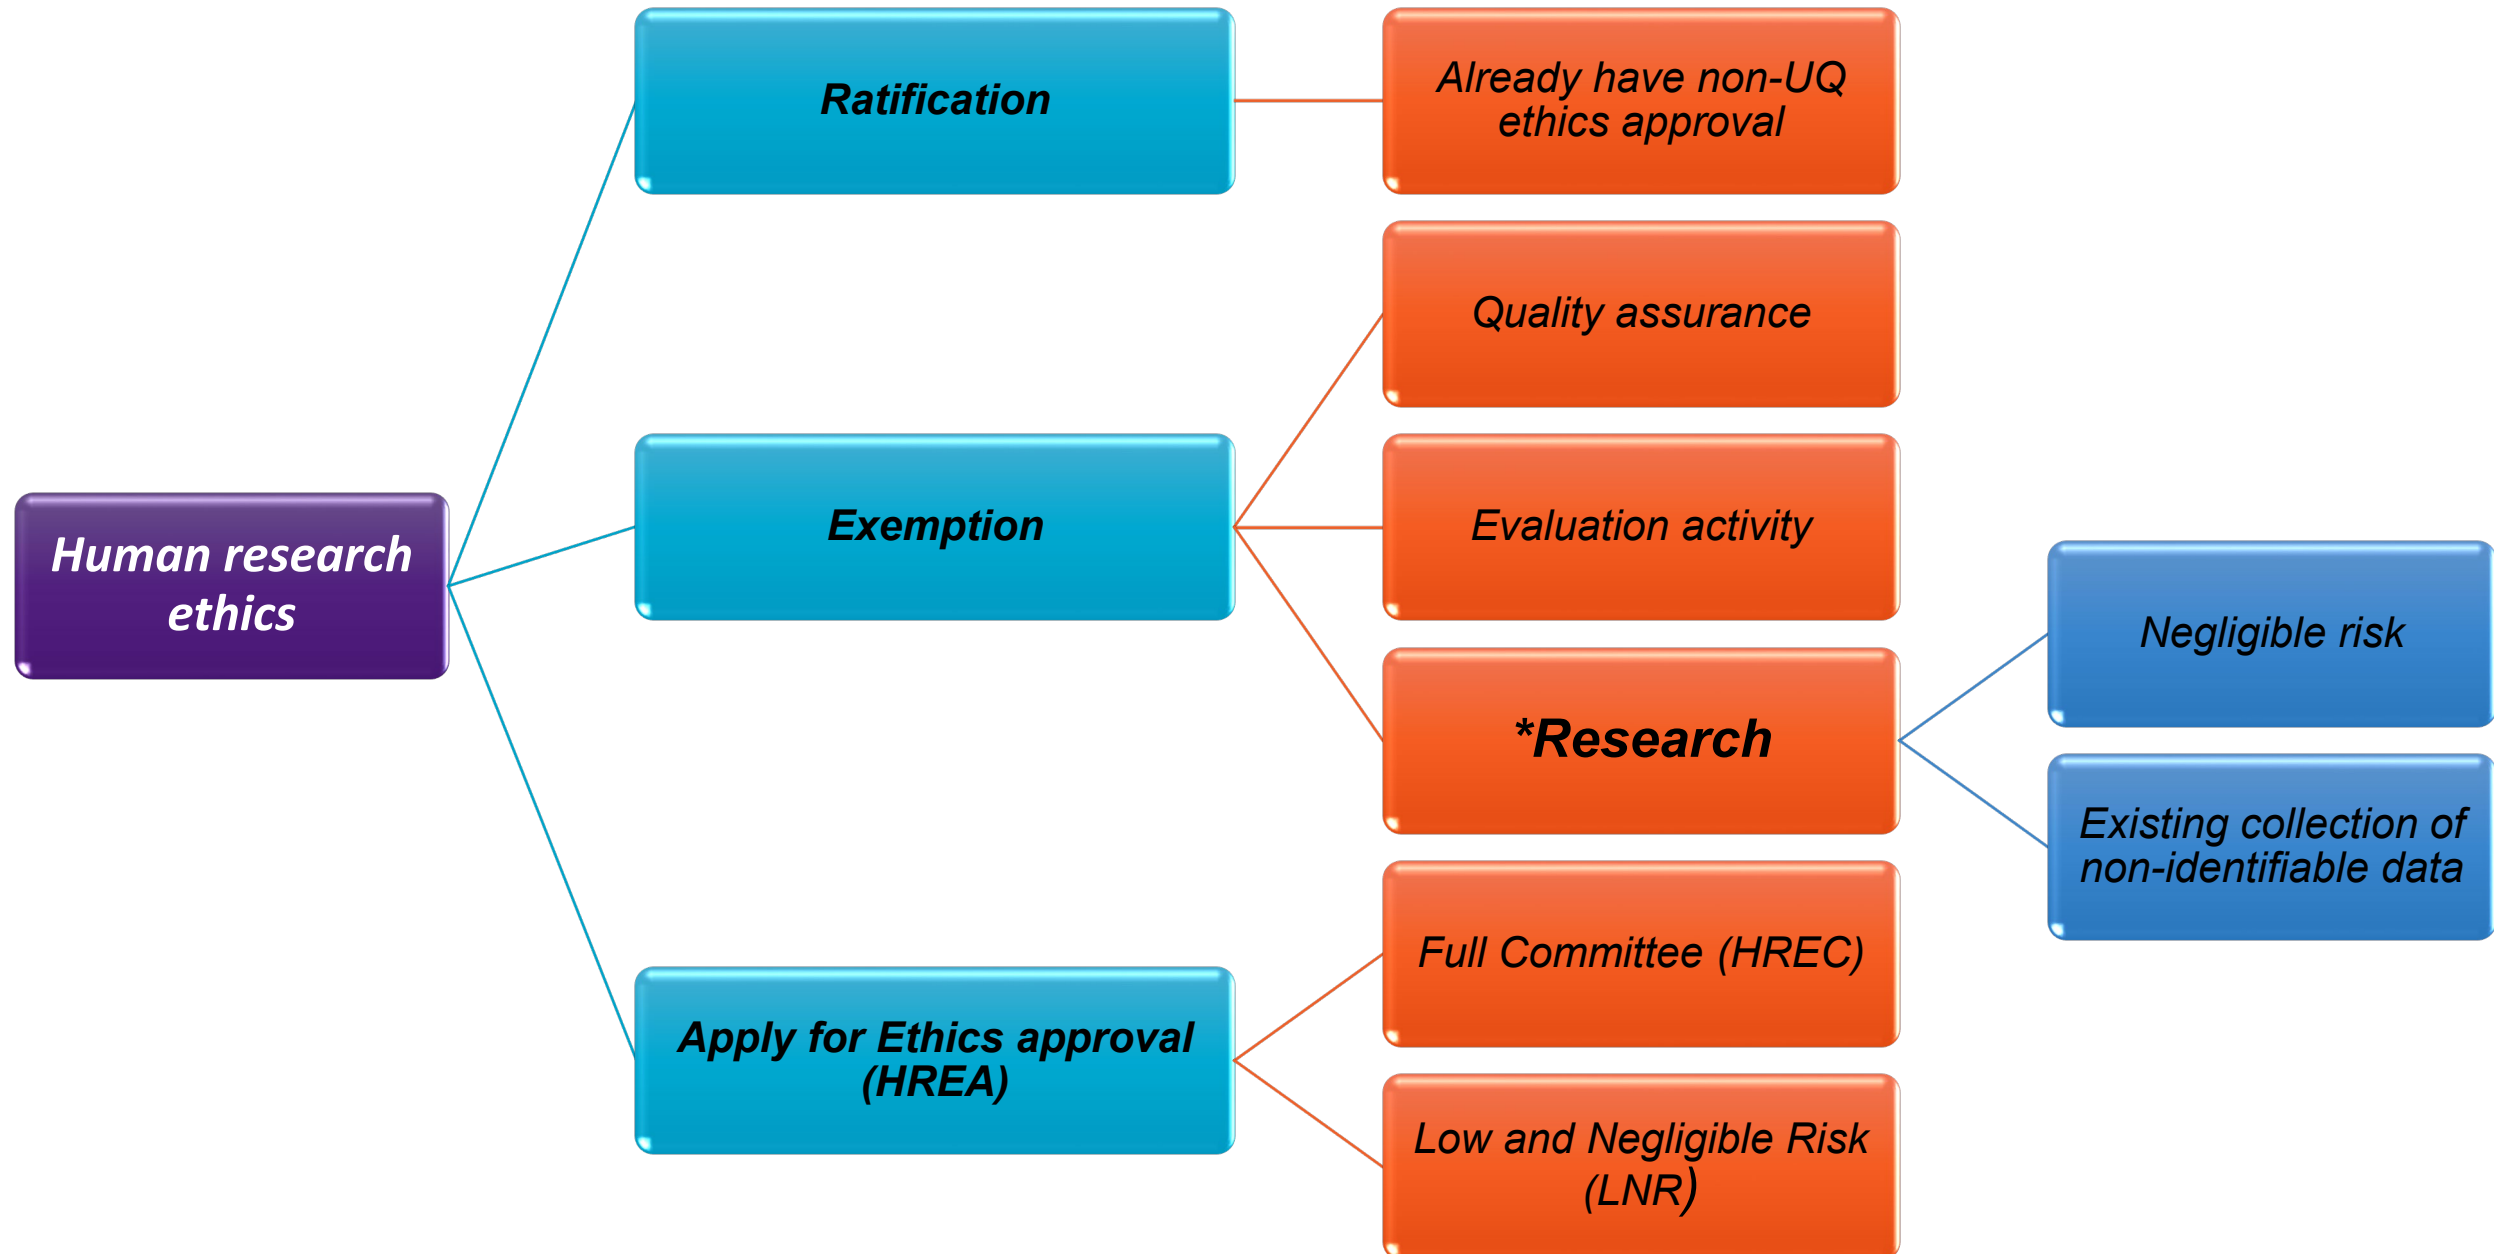 Human research
ethics
Ratification
Already have non-UQ
ethics approval
Exemption
Quality assurance
Evaluation activity
*Research
Negligible risk
Existing collection of
non-identifiable data
Apply for Ethics approval
(HREA)
Full Committee (HREC)
Low and Negligible Risk
(LNR)